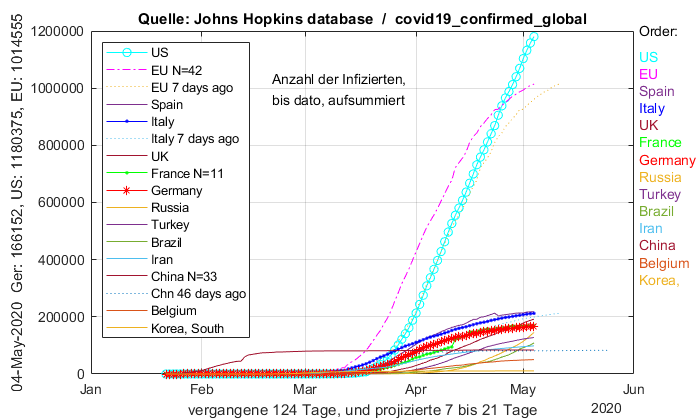 Quelle: Johns Hopkins database / covid19_confirmed_global
04-May-2020 Ger: 166152, US: 1180375, EU: 1014555
1200000
1000000
800000
600000
400000
200000
0
US
EU N=42
EU 7 days ago
Spain
Italy
Italy 7 days ago
UK
France N=11
Germany
Russia
Turkey
Brazil
Iran
China N=33
Chn 46 days ago
Belgium
Korea, South
Anzahl der Infizierten,
bis dato, aufsummiert
Order:
US
EU
Spain
Italy
UK
France
Germany
Russia
Turkey
Brazil
Iran
China
Belgium
Korea,
Jan Feb Mar Apr May Jun
vergangene 124 Tage, und projizierte 7 bis 21 Tage
2020